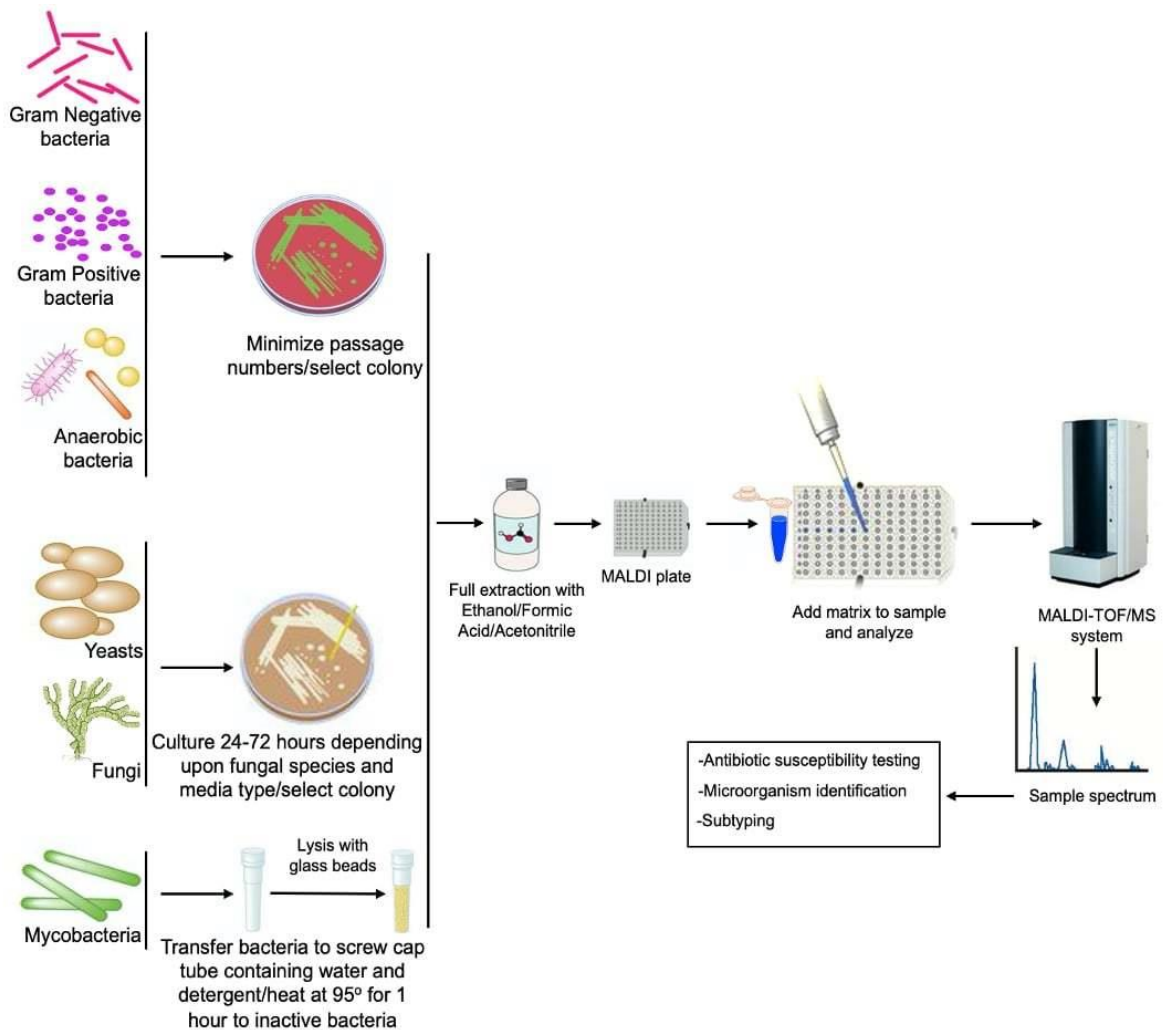 Gram Negative
bacteria
Gram Positive
bacteria
Anaerobic
bacteria
Minimize passage
numbers/select colony
Yeasts
Fungi
Culture 24-72 hours depending
upon fungal species and
media type/select colony
Mycobacteria
Lysis with
glass beads
Transfer bacteria to screw cap
tube containing water and
detergent/heat at 95º for 1
hour to inactive bacteria
Full extraction with
Ethanol/Formic
Acid/Acetonitrile
MALDI plate
Add matrix to sample
and analyze
MALDI-TOF/MS
system
Sample spectrum
-Antibiotic susceptibility testing
-Microorganism identification
-Subtyping